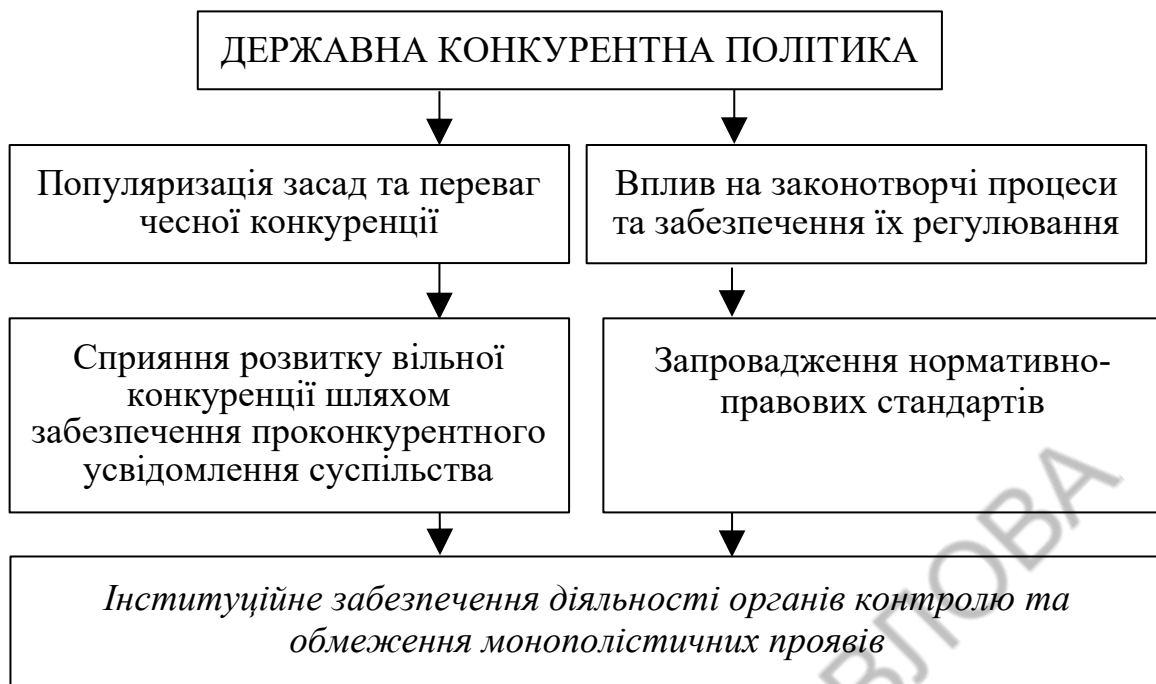 ДЕРЖАВНА КОНКУРЕНТНА ПОЛІТИКА
Популяризація засад та переваг
чесної конкуренції
Вплив на законотворчі процеси
та забезпечення їх регулювання
Сприяння розвитку вільної
конкуренції шляхом
забезпечення проконкурентного
усвідомлення суспільства
Запровадження нормативно-
правових стандартів
Інституційне забезпечення діяльності органів контролю та
обмеження монополістичних проявів